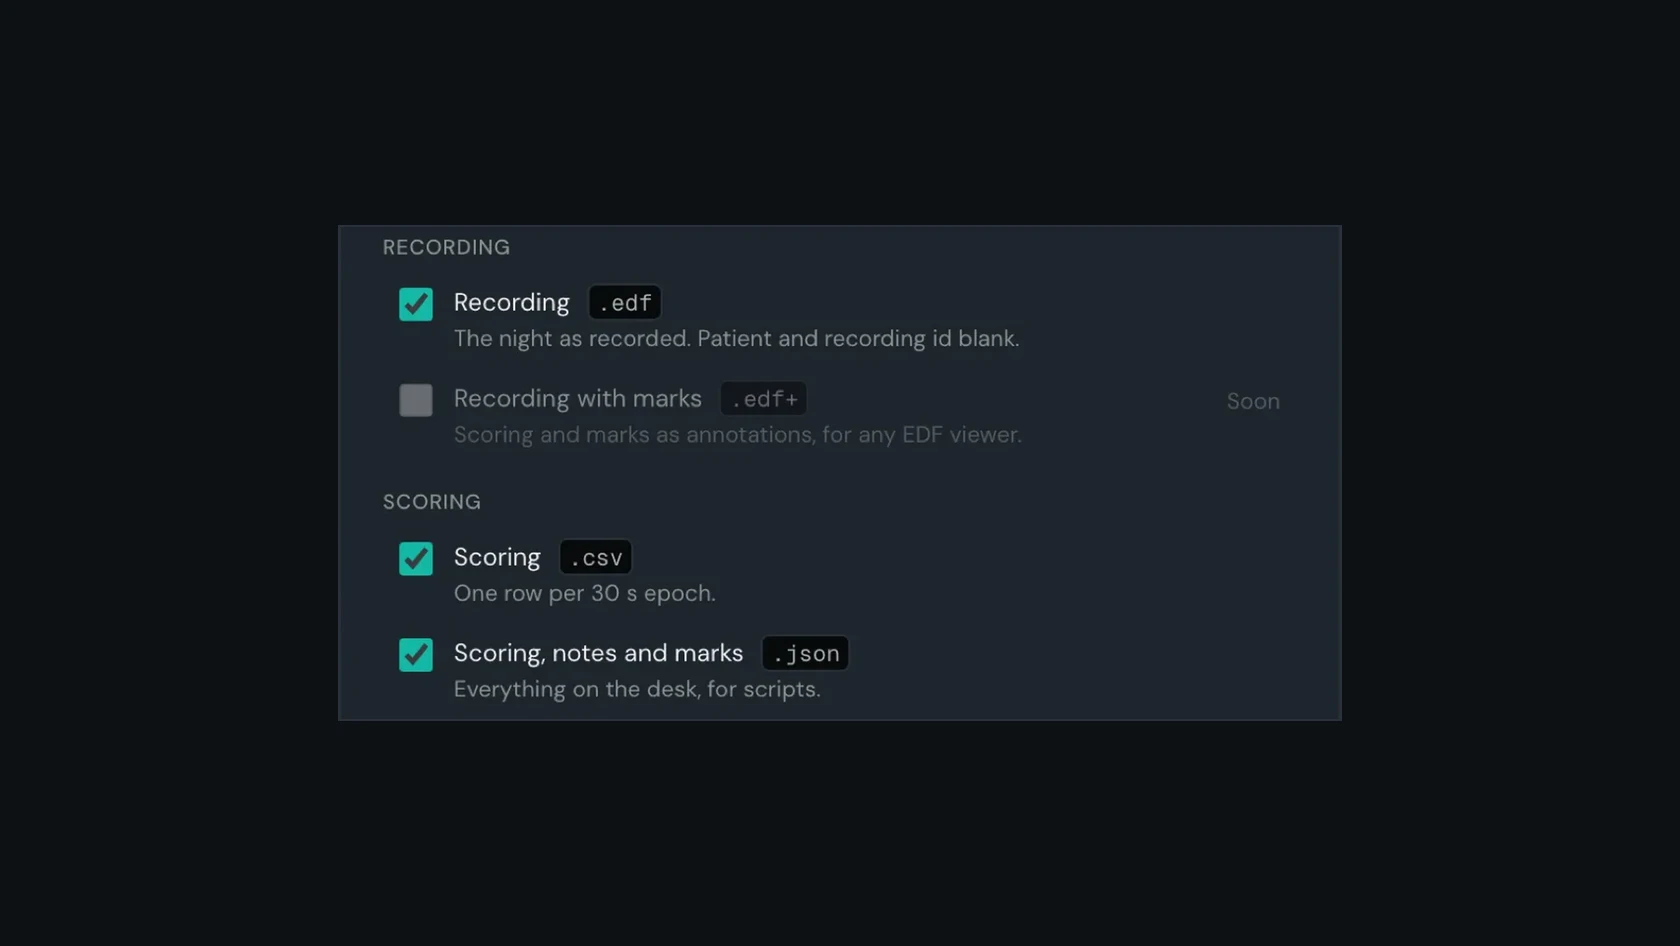 RECORDING
Recording .edf
The night as recorded. Patient and recording id blank.
Recording with marks .edf+
Soon
Scoring and marks as annotations, for any EDF viewer.
SCORING
Scoring .csv
One row per 30 s epoch.
Scoring, notes and marks .json
Everything on the desk, for scripts.